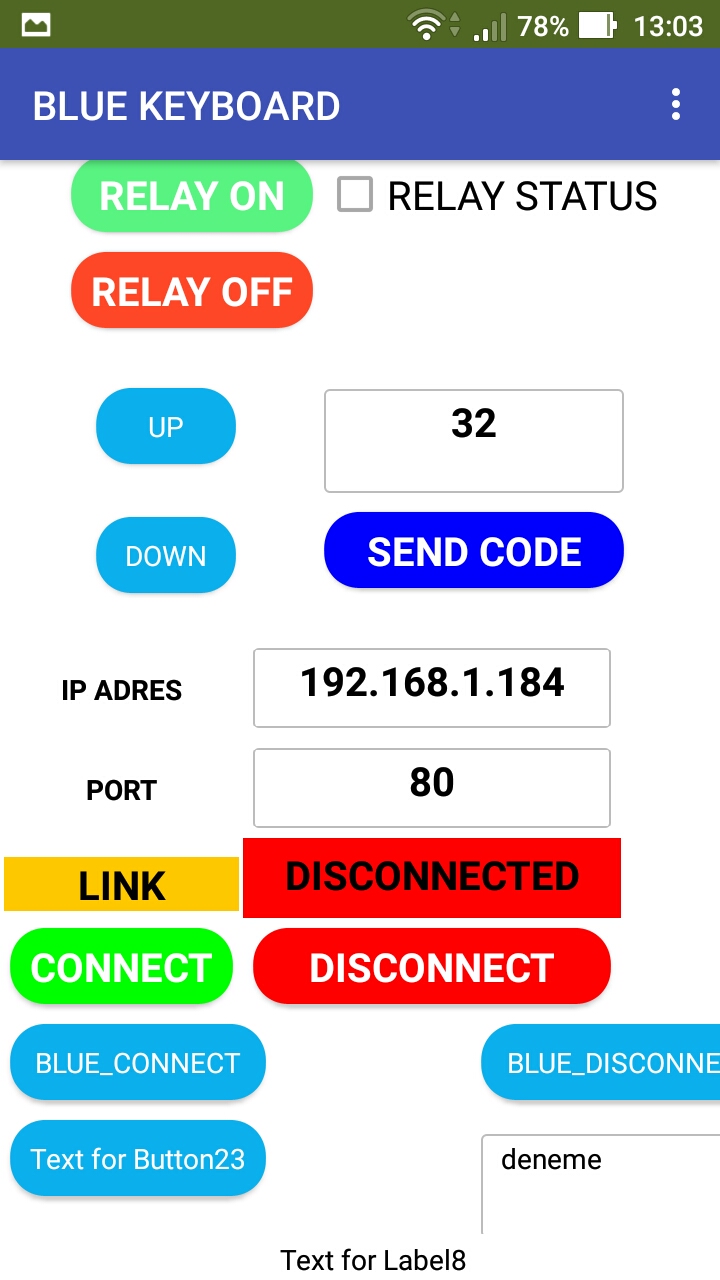 78% 13:03
BLUE KEYBOARD
RELAY ON RELAY STATUS
RELAY OFF
UP 32
DOWN SEND CODE
IP ADRES 192.168.1.184
PORT 80
LINK DISCONNECTED
CONNECT DISCONNECT
BLUE_CONNECT BLUE_DISCONNE
Text for Button23 deneme
Text for Label8